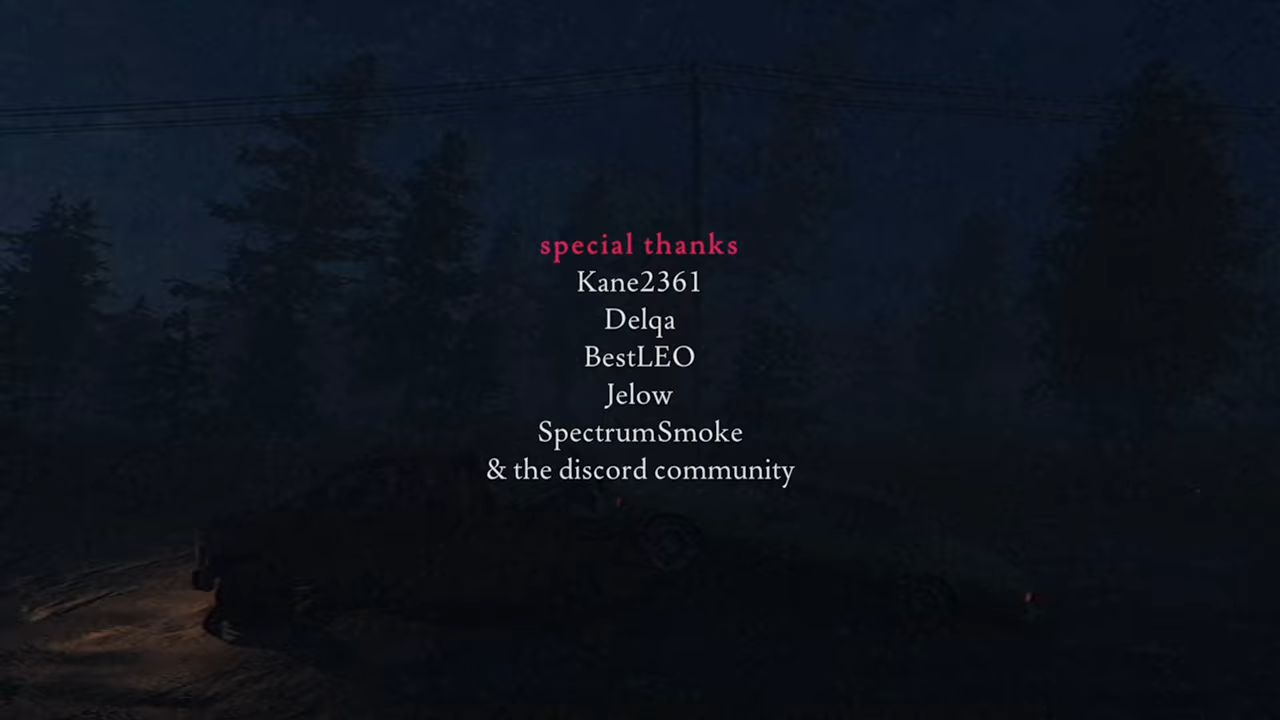 special thanks
Kane2361
Delqa
BestLEO
Jelow
SpectrumSmoke
& the discord community